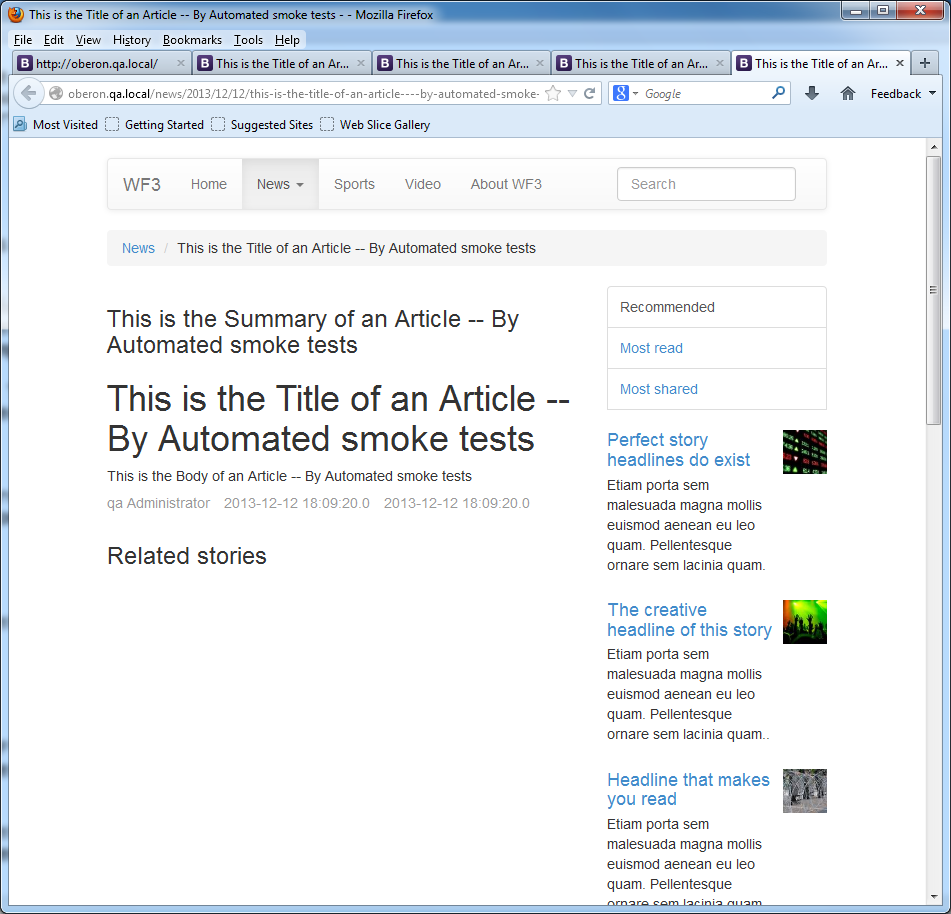 This is the Title of an Article -- By Automated smoke tests - - Mozilla Firefox
File Edit View History Bookmarks Tools Help
B http://oberon.qa.local/ × B This is the Title of an Ar... × B This is the Title of an Ar... × B This is the Title of an Ar... × B This is the Title of an Ar... × +
oberon.qa.local/news/2013/12/12/this-is-the-title-of-an-article----by-automated-smoke- 8 Google Feedback
Most Visited Getting Started Suggested Sites Web Slice Gallery
WF3 Home News Sports Video About WF3 Search
News / This is the Title of an Article -- By Automated smoke tests
This is the Summary of an Article -- By
Automated smoke tests
This is the Title of an Article --
By Automated smoke tests
This is the Body of an Article -- By Automated smoke tests
qa Administrator 2013-12-12 18:09:20.0 2013-12-12 18:09:20.0
Related stories
Recommended
Most read
Most shared
Perfect story
headlines do exist
Etiam porta sem
malesuada magna mollis
euismod aenean eu leo
quam. Pellentesque
ornare sem lacinia quam.
The creative
headline of this story
Etiam porta sem
malesuada magna mollis
euismod aenean eu leo
quam. Pellentesque
ornare sem lacinia quam..
Headline that makes
you read
Etiam porta sem
malesuada magna mollis
euismod aenean eu leo
quam. Pellentesque
ornare sem lacinia quam.